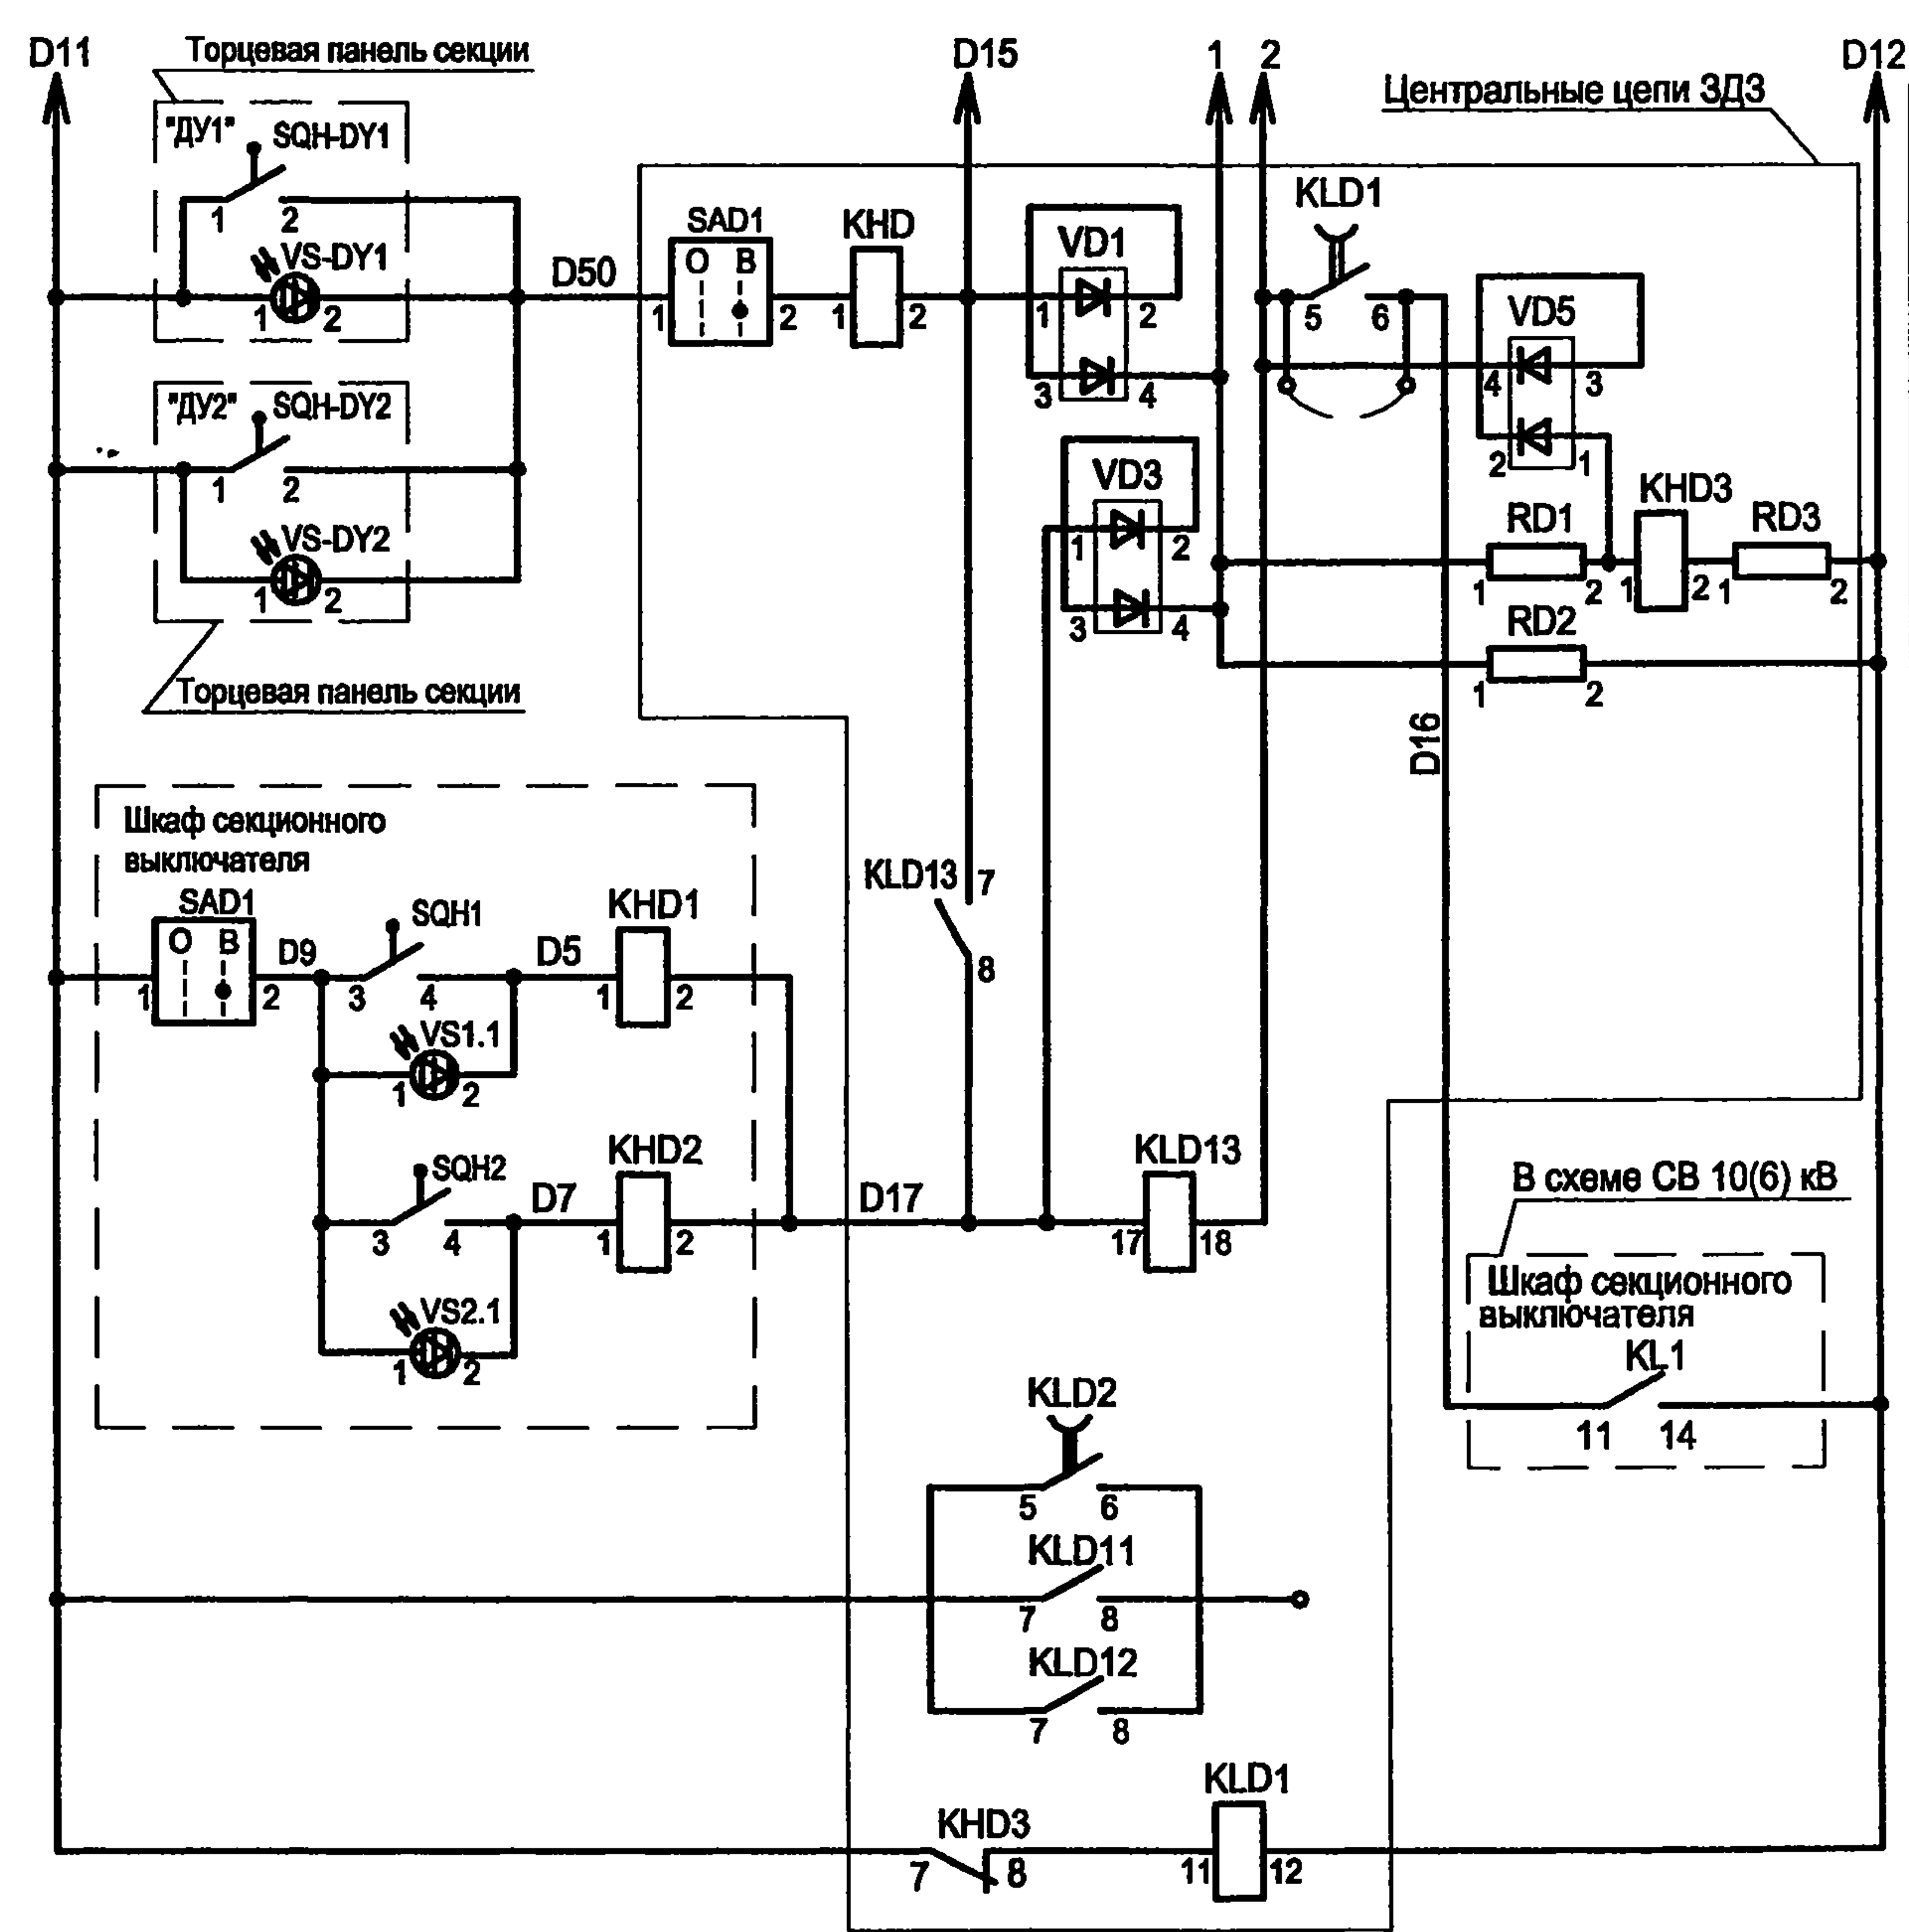 D11
Торцевая панель секции
D15
1
2
D12
Центральные цепи ЗДЗ
"ДУ1"
SQH-DY1
1 2
VS-DY1
1 2
D50
SAD1
О В
1 2
KHD
1 2
VD1
1 2
3 4
KLD1
5 6
VD5
4 3
2 1
"ДУ2"
SQH-DY2
1 2
VS-DY2
1 2
Торцевая панель секции
VD3
1 2
3 4
RD1
1 2
KHD3
1 2
RD3
1 2
RD2
1 2
D16
Шкаф секционного
выключателя
SAD1
О В
1 2
D9
SQH1
3 4
D5
KHD1
1 2
VS1.1
1 2
SQH2
3 4
D7
KHD2
1 2
VS2.1
1 2
KLD13
7
8
D17
KLD13
17 18
В схеме СВ 10(6) кВ
Шкаф секционного
выключателя
KL1
11 14
KLD2
5 6
KLD11
7 8
KLD12
7 8
KHD3
7 8
KLD1
11 12